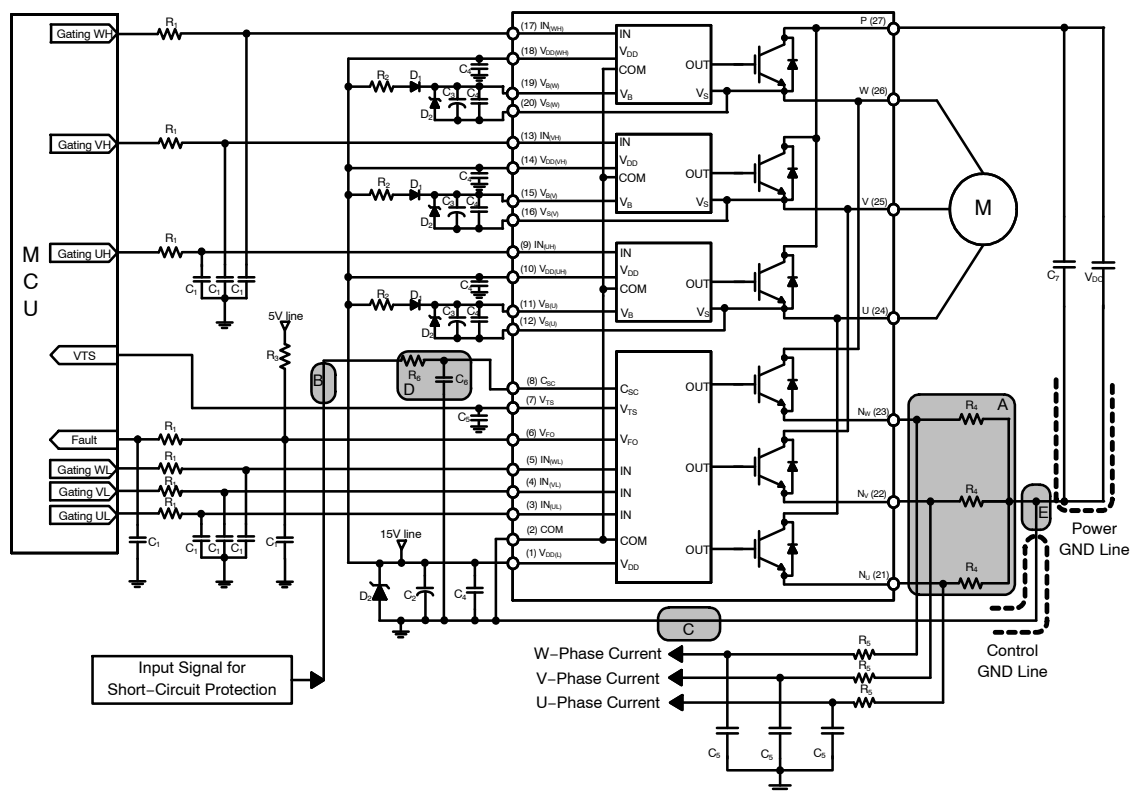 Gating WH
R1
(17) IN(WH)
IN
P (27)
(18) VDD(WH)
VDD
C4
COM
OUT
R2
D1
(19) VB(W)
C3
C3
VB
VS
W (26)
D2
(20) VS(W)
Gating VH
R1
(13) IN(VH)
IN
(14) VDD(VH)
VDD
C4
COM
OUT
R2
D1
(15) VB(V)
C3
C3
VB
VS
V (25)
M
D2
(16) VS(V)
M
C
U
Gating UH
R1
(9) IN(UH)
IN
(10) VDD(UH)
VDD
C4
COM
OUT
C1
C1
C1
R2
D1
(11) VB(U)
C3
C3
VB
VS
U (24)
D2
(12) VS(U)
C7
VDC
5V line
R3
VTS
B
R6
D
C6
(8) CSC
CSC
OUT
(7) VTS
VTS
C5
NW (23)
R4
A
Fault
R1
(6) VFO
VFO
Gating WL
R1
(5) IN(WL)
IN
OUT
Gating VL
R1
(4) IN(VL)
IN
NV (22)
R4
E
Gating UL
R1
(3) IN(UL)
IN
Power
GND Line
C1
C1
C1
C1
C1
15V line
(2) COM
COM
OUT
(1) VDD(L)
VDD
NU (21)
R4
D2
C2
C4
C
Control
GND Line
Input Signal for
Short-Circuit Protection
W-Phase Current
R5
V-Phase Current
R5
U-Phase Current
R5
C5
C5
C5